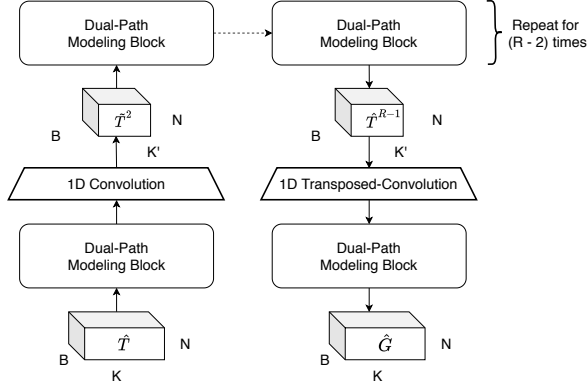 Dual-Path
Modeling Block
Dual-Path
Modeling Block
Repeat for
(R - 2) times
T̃²
B
N
K'
T̂ᴿ⁻¹
B
N
K'
1D Convolution
1D Transposed-Convolution
Dual-Path
Modeling Block
Dual-Path
Modeling Block
T̂
B
N
K
Ĝ
B
N
K